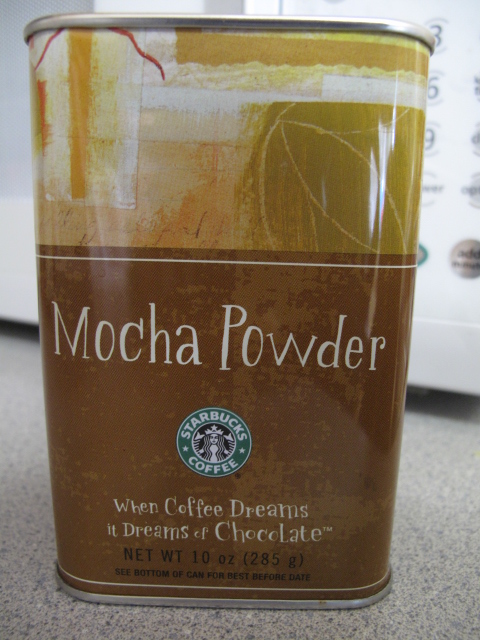 Mocha Powder
STARBUCKS
COFFEE
When Coffee Dreams
it Dreams of Chocolate™
NET WT 10 oz (285 g)
SEE BOTTOM OF CAN FOR BEST BEFORE DATE
9